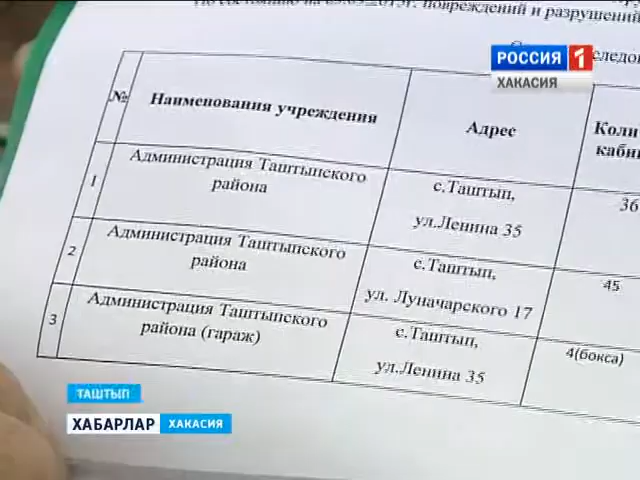 повреждений и разрушений
РОССИЯ 1
ХАКАСИЯ
№
Наименования учреждения
Адрес
1
Администрация Таштыпского
района
с.Таштып,
ул.Ленина 35
36
2
Администрация Таштыпского
района
с.Таштып,
ул. Луначарского 17
45
3
Администрация Таштыпского
района (гараж)
с.Таштып,
ул.Ленина 35
4(бокса)
ТАШТЫП
ХАБАРЛАР ХАКАСИЯ